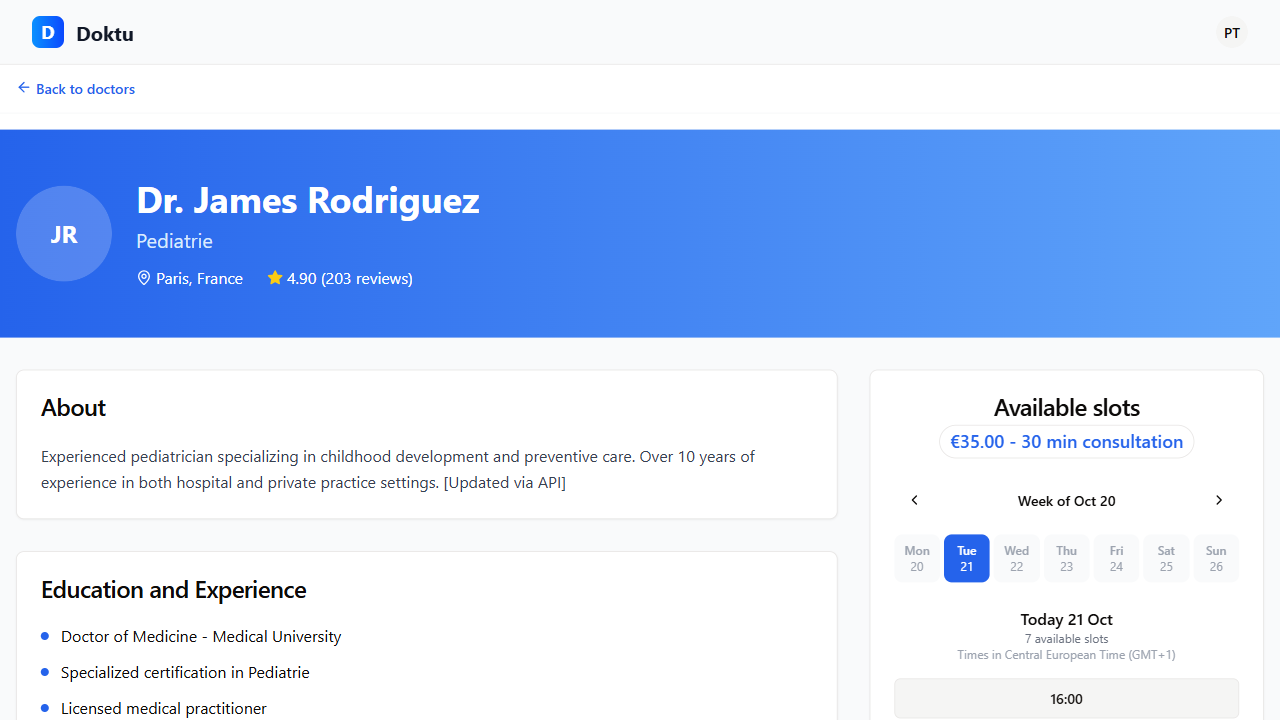 D Doktu
PT
Back to doctors
JR
Dr. James Rodriguez
Pediatrie
Paris, France 4.90 (203 reviews)
About
Experienced pediatrician specializing in childhood development and preventive care. Over 10 years of
experience in both hospital and private practice settings. [Updated via API]
Education and Experience
Doctor of Medicine - Medical University
Specialized certification in Pediatrie
Licensed medical practitioner
Available slots
€35.00 - 30 min consultation
Week of Oct 20
Mon Tue Wed Thu Fri Sat Sun
20 21 22 23 24 25 26
Today 21 Oct
7 available slots
Times in Central European Time (GMT+1)
16:00